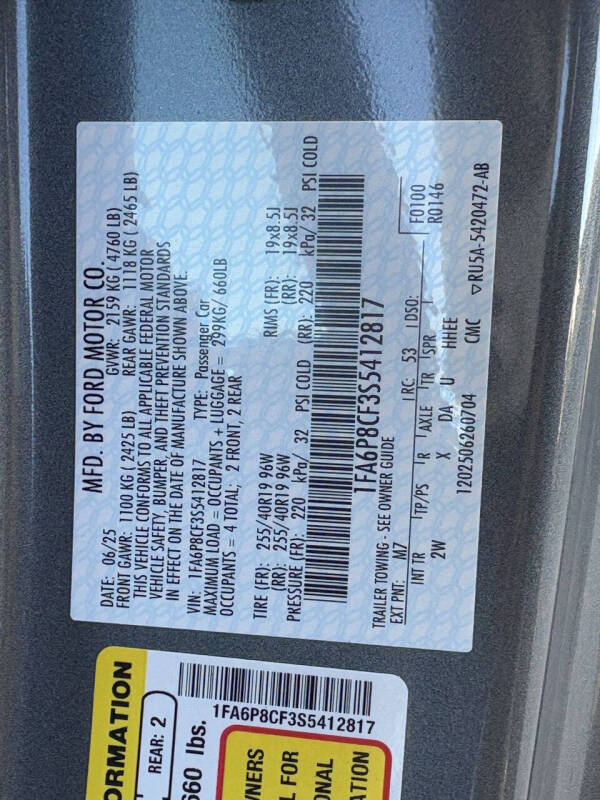 MFD. BY FORD MOTOR CO.
DATE: 06/25 GVWR: 2159 KG ( 4760 LB)
FRONT GAWR: 1100 KG ( 2425 LB) REAR GAWR: 1118 KG ( 2465 LB)
THIS VEHICLE CONFORMS TO ALL APPLICABLE FEDERAL MOTOR
VEHICLE SAFETY, BUMPER, AND THEFT PREVENTION STANDARDS
IN EFFECT ON THE DATE OF MANUFACTURE SHOWN ABOVE.
VIN: 1FA6P8CF3S5412817 TYPE: Passenger Car
MAXIMUM LOAD = OCCUPANTS + LUGGAGE = 299KG/ 660LB
OCCUPANTS = 4 TOTAL; 2 FRONT, 2 REAR
TIRE (FR): 255/40R19 96W RIMS (FR): 19x8.5J
(RR): 255/40R19 96W (RR): 19x8.5J
PRESSURE (FR): 220 kPa/ 32 PSI COLD (RR): 220 kPa/ 32 PSI COLD
1FA6P8CF3S5412817
TRAILER TOWING - SEE OWNER GUIDE
EXT PNT: M7 RC: 53 DSO: F0100
R0146
INT TR TP/PS R AXLE TR SPR
2W X DA U HHEE
1202506260704 CMC ▽RU5A-5420472-AB
ORMATION
REAR: 2
660 lbs.
1FA6P8CF3S5412817
WNERS
L FOR
ONAL
ATION